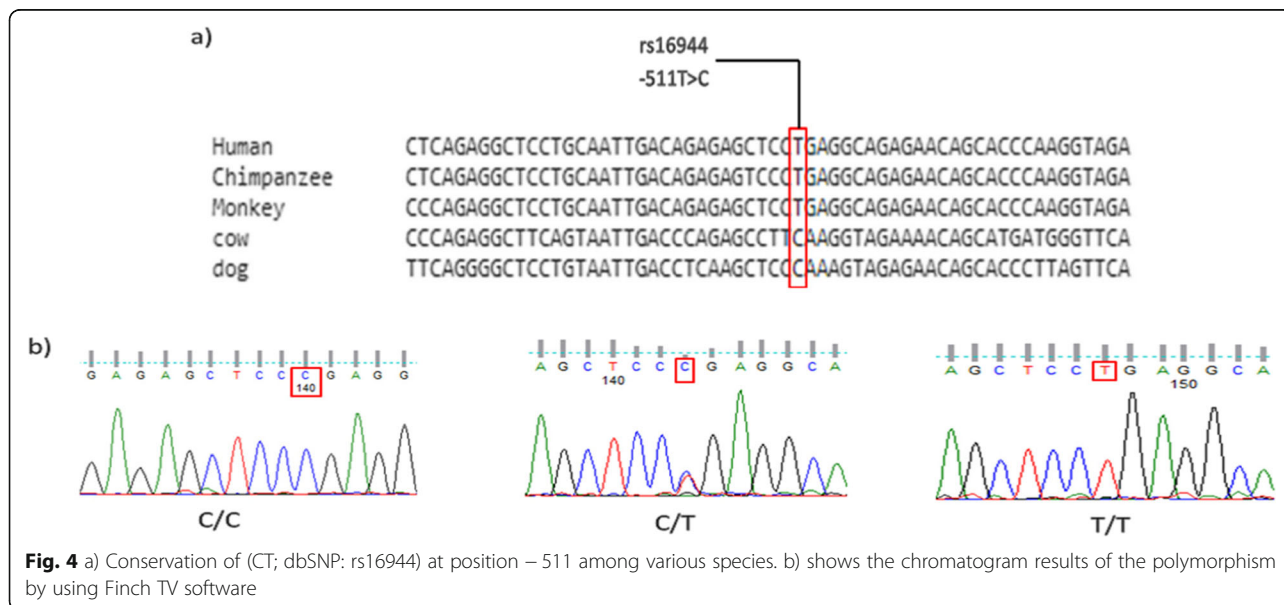 a)
rs16944
-511T>C
Human CTCAGAGGCTCCTGCAATTGACAGAGAGCTCCTGAGGCAGAGAACAGCACCCAAGGTAGA
Chimpanzee CTCAGAGGCTCCTGCAATTGACAGAGAGTCCCTGAGGCAGAGAACAGCACCCAAGGTAGA
Monkey CCCAGAGGCTCCTGCAATTGACAGAGAGCTCCTGAGGCAGAGAACAGCACCCAAGGTAGA
cow CCCAGAGGCTTCAGTAATTGACCCAGAGCCTTCAAGGTAGAAAACAGCATGATGGGTTCA
dog TTCAGGGGCTCCTGTAATTGACCTCAAGCTCCCAAAGTAGAGAACAGCACCCTTAGTTCA
b)
G A G A G C T C C C G A G G
140
A G C T C C C G A G G C A
140
A G C T C C T G A G G C A
150
C/C
C/T
T/T
Fig. 4 a) Conservation of (CT; dbSNP: rs16944) at position − 511 among various species. b) shows the chromatogram results of the polymorphism
by using Finch TV software